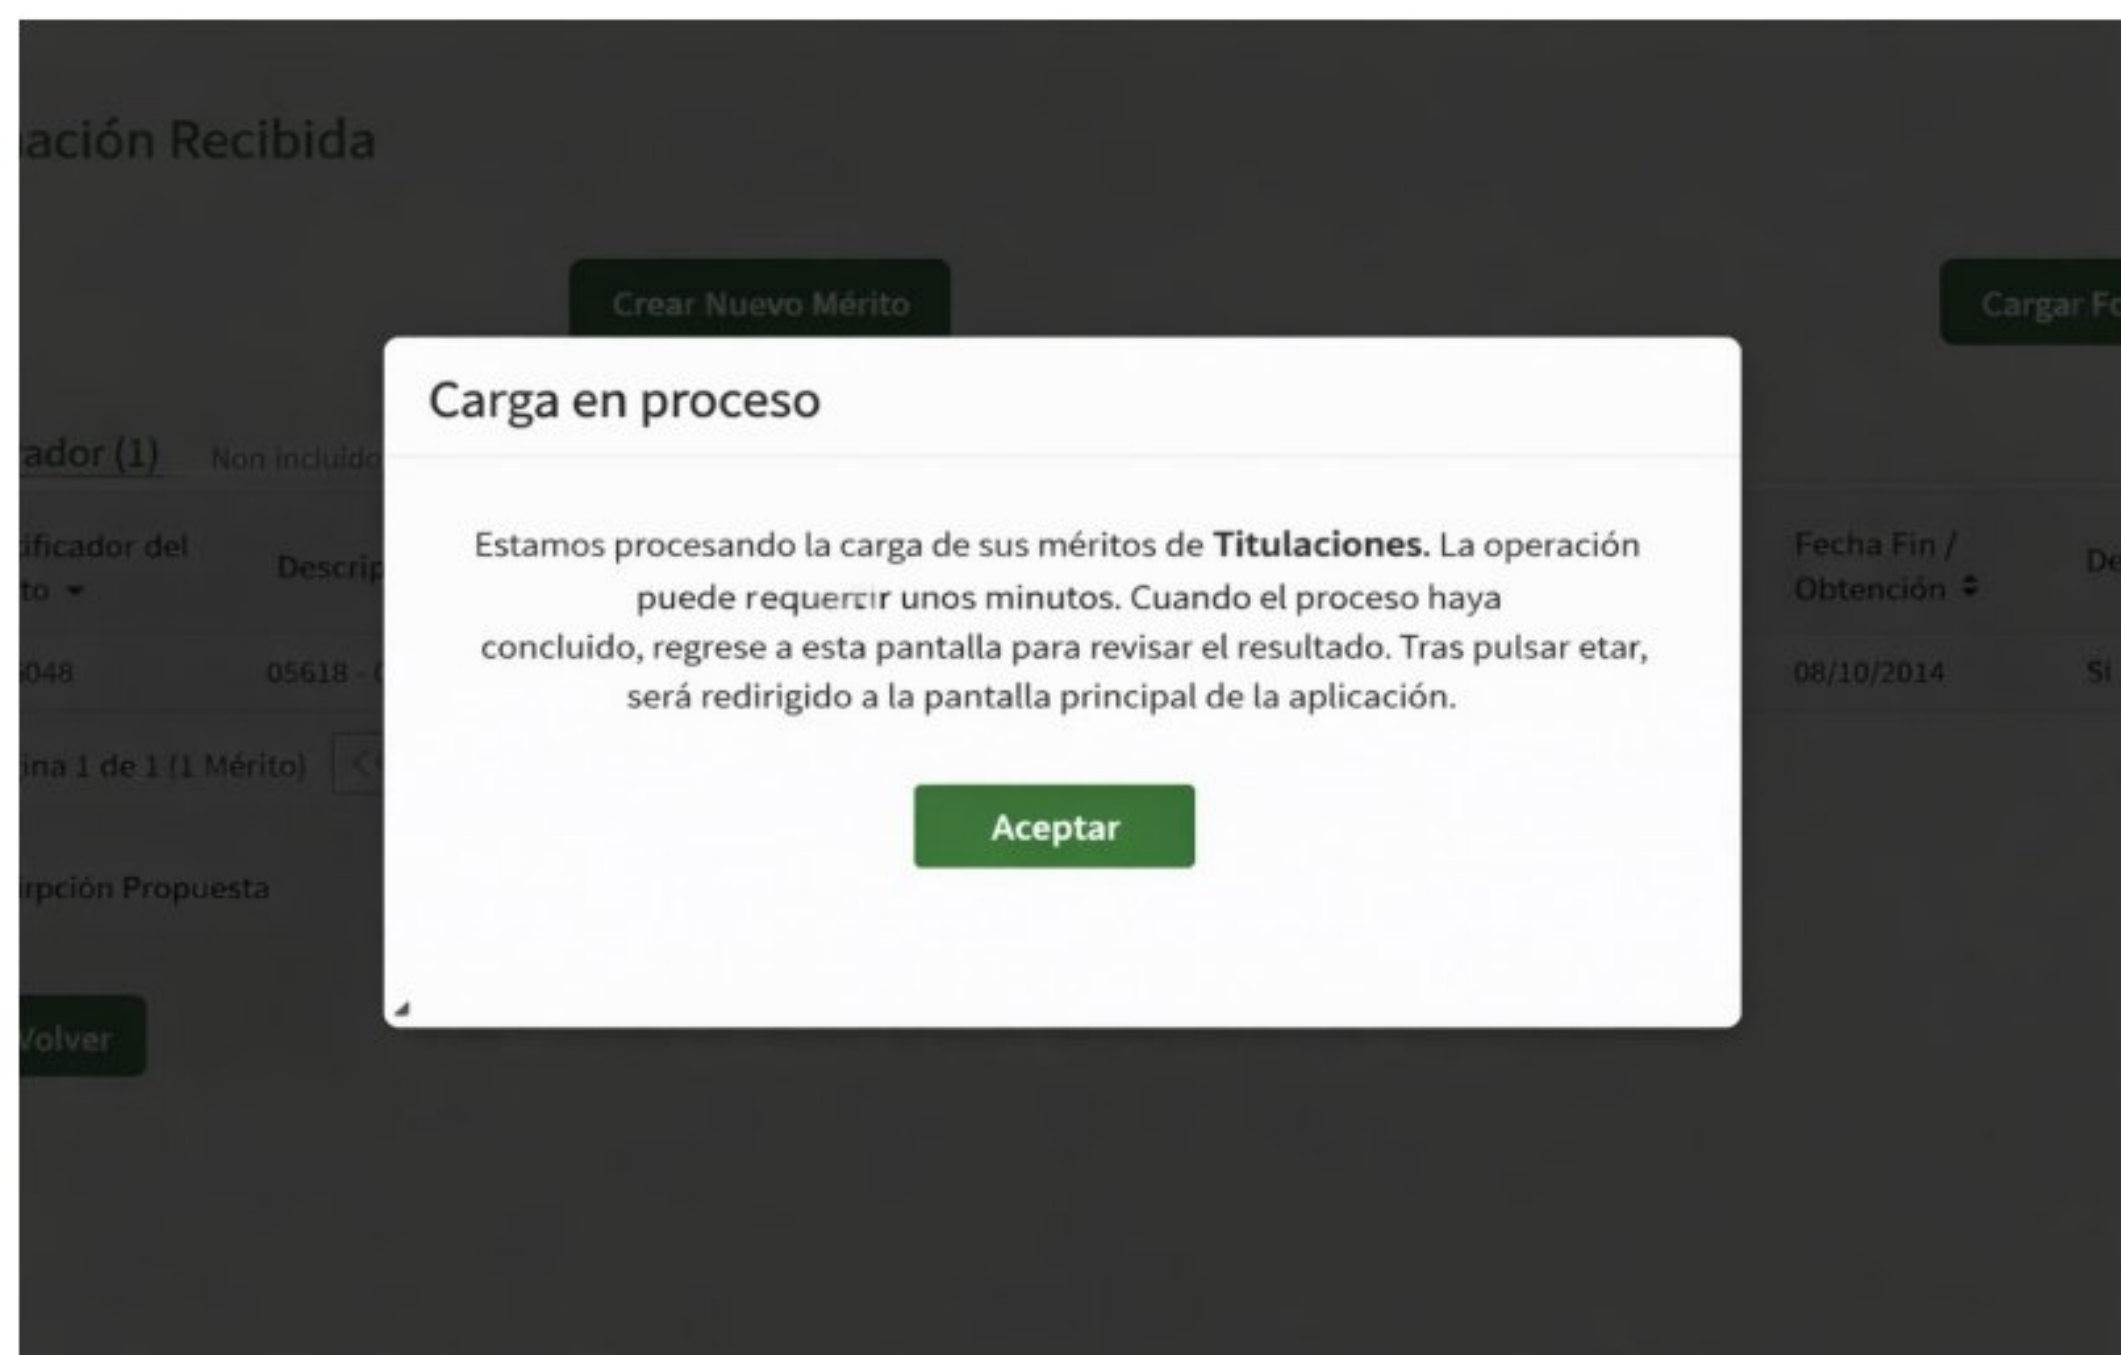 ación Recibida
Crear Nuevo Mérito
Cargar Fo
Carga en proceso
ador (1)
Non incluido
ificador del
to
Descrip
Fecha Fin /
Obtención
De
Estamos procesando la carga de sus méritos de Titulaciones. La operación
puede unos minutos. Cuando el proceso haya
concluido, regrese a esta pantalla para revisar el resultado. Tras pulsar etar,
será redirigido a la pantalla principal de la aplicación.
5048
05618 -
08/10/2014
Si
ina 1 de 1 (1 Mérito)
Aceptar
irpción Propuesta
Volver